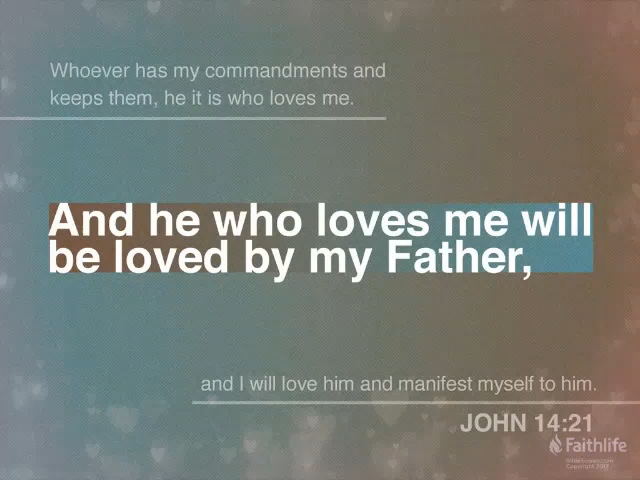 Whoever has my commandments and
keeps them, he it is who loves me.
And he who loves me will
be loved by my Father,
and I will love him and manifest myself to him.
JOHN 14:21
Faithlife